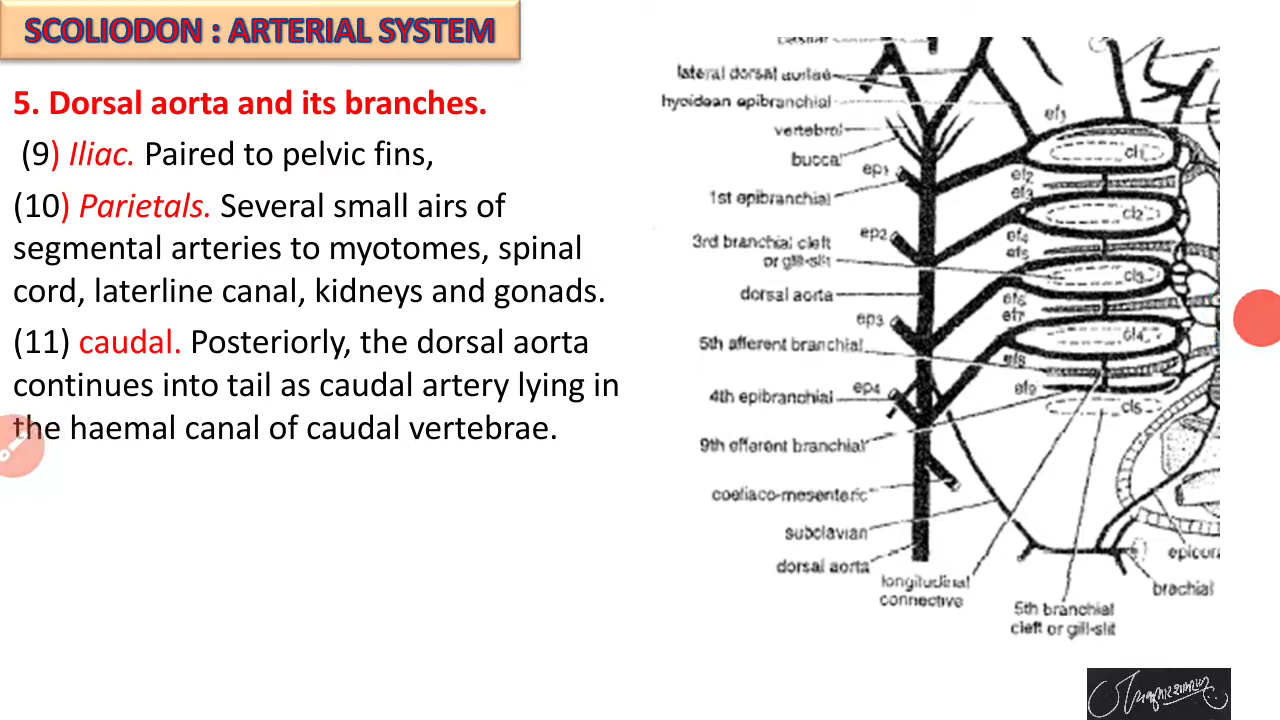 SCOLIODON : ARTERIAL SYSTEM
5. Dorsal aorta and its branches.
(9) Iliac. Paired to pelvic fins,
(10) Parietals. Several small airs of
segmental arteries to myotomes, spinal
cord, laterline canal, kidneys and gonads.
(11) caudal. Posteriorly, the dorsal aorta
continues into tail as caudal artery lying in
the haemal canal of caudal vertebrae.
lateral dorsal aortae
hyoidean epibranchial
vertebral
buccal
ep1
1st epibranchial
ep2
3rd branchial cleft
or gill-slit
dorsal aorta
ep3
5th afferent branchial
ep4
4th epibranchial
9th efferent branchial
coeliaco-mesenteric
subclavian
dorsal aorta
longitudinal
connective
5th branchial
cleft or gill-slit
brachial
epicor
ef1
cl1
ef2
ef3
cl2
ef4
ef5
cl3
ef6
ef7
cl4
ef8
ef9
cl5